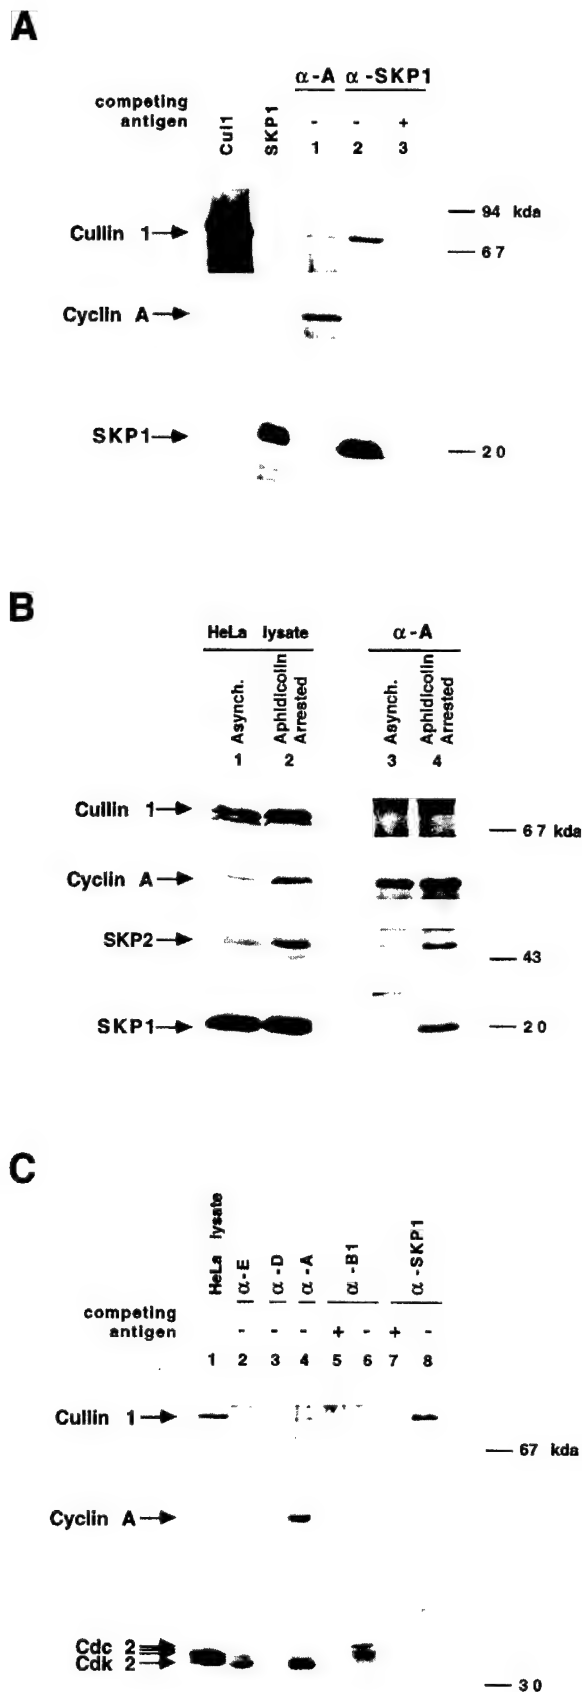 A
α-A α-SKP1
competing
antigen
Cul1
SKP1
- - +
1 2 3
94 kda
Cullin 1
67
Cyclin A
SKP1
20
B
HeLa lysate
α-A
Asynch.
Aphidicolin
Arrested
Asynch.
Aphidicolin
Arrested
1 2 3 4
Cullin 1
67 kda
Cyclin A
SKP2
43
SKP1
20
C
HeLa lysate
α-E
α-D
α-A
α-B1
α-SKP1
competing
antigen
- - - + - + -
1 2 3 4 5 6 7 8
Cullin 1
67 kda
Cyclin A
Cdc 2
Cdk 2
30